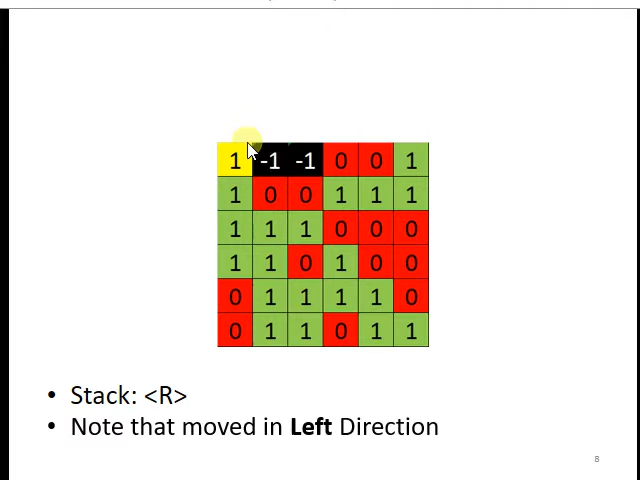 1 -1 -1 0 0 1
1 0 0 1 1 1
1 1 1 0 0 0
1 1 0 1 0 0
0 1 1 1 1 0
0 1 1 0 1 1
• Stack: <R>
• Note that moved in Left Direction
8